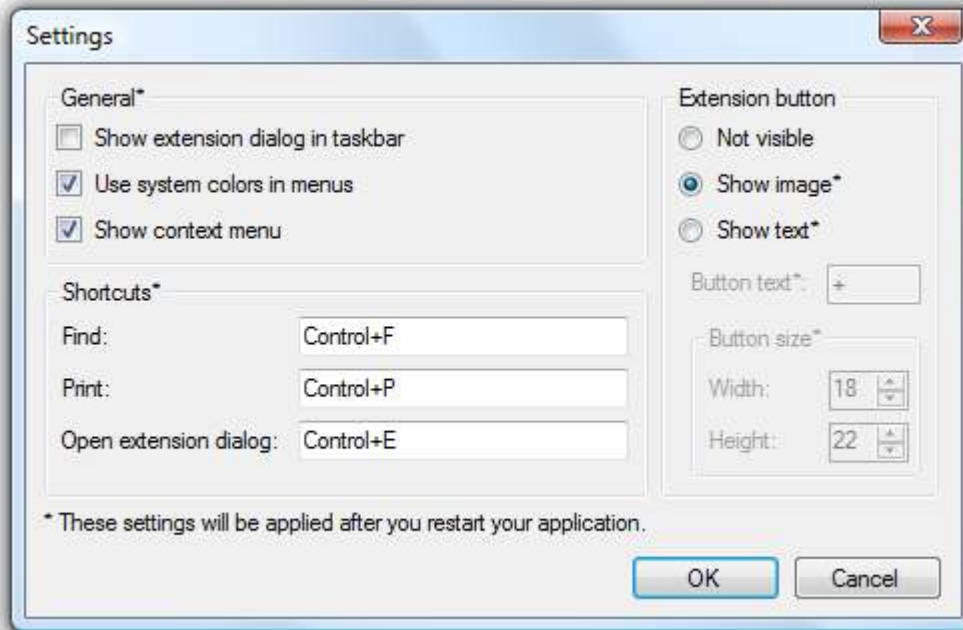 Settings
General*
Show extension dialog in taskbar
Use system colors in menus
Show context menu
Shortcuts*
Find: Control+F
Print: Control+P
Open extension dialog: Control+E
Extension button
Not visible
Show image*
Show text*
Button text*: +
Button size*
Width: 18
Height: 22
* These settings will be applied after you restart your application.
OK Cancel